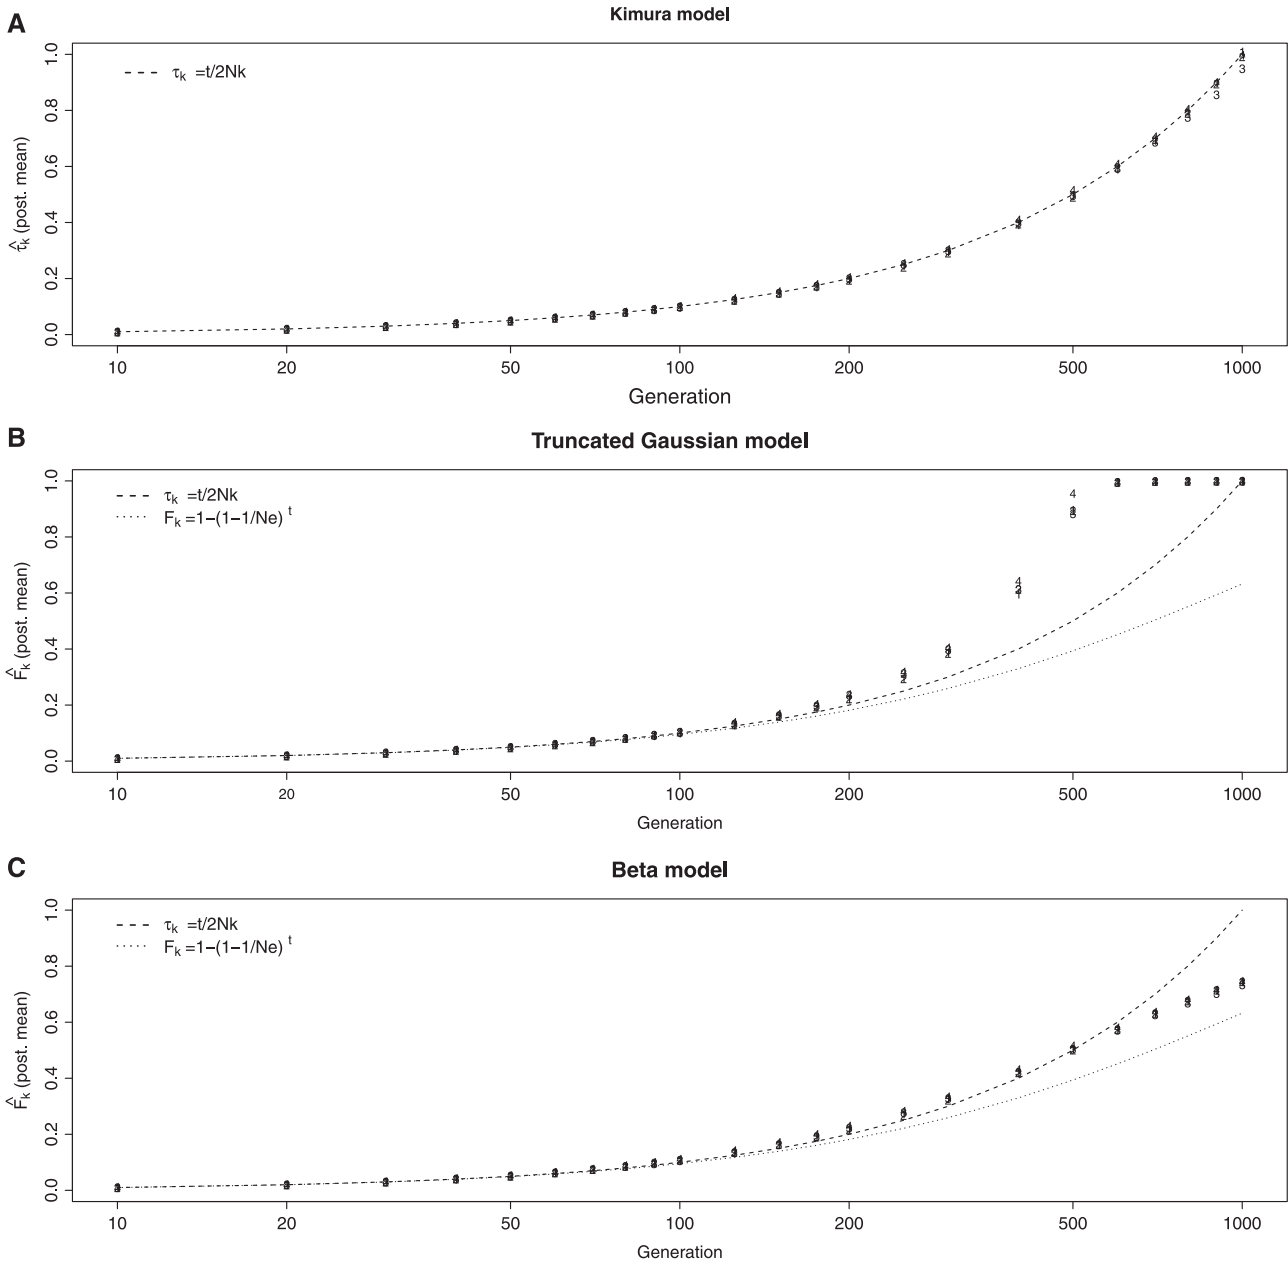 A
Kimura model
τk =t/2Nk
1.0
0.8
0.6
0.4
0.2
0.0
τ̂k (post. mean)
10 20 50 100 200 500 1000
Generation
B
Truncated Gaussian model
τk =t/2Nk
Fk =1−(1−1/Ne) t
1.0
0.8
0.6
0.4
0.2
0.0
F̂k (post. mean)
10 20 50 100 200 500 1000
Generation
C
Beta model
τk =t/2Nk
Fk =1−(1−1/Ne) t
1.0
0.8
0.6
0.4
0.2
0.0
F̂k (post. mean)
10 20 50 100 200 500 1000
Generation